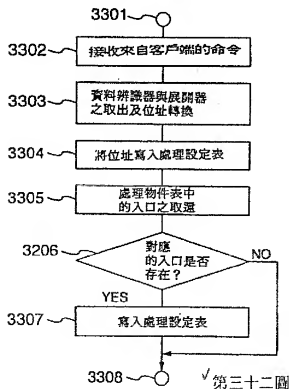 3301
3302
接收來自客戶端的命令
3303
資料辨識器與展開器
之取出及位址轉換
3304
將位址寫入處理設定表
3305
處理物件表中
的入口之取還
3206
對應
的入口是否
存在?
NO
YES
3307
寫入處理設定表
3308
√第三十二圖